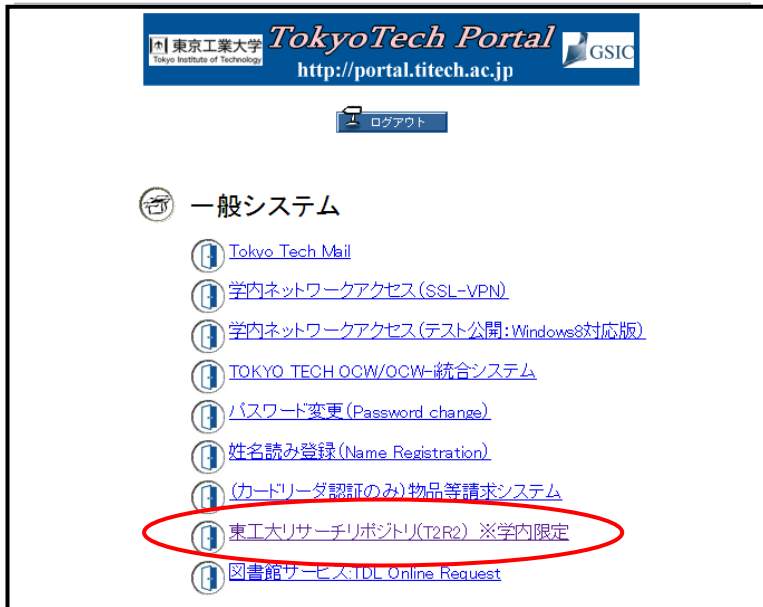 東京工業大学
Tokyo Institute of Technology
TokyoTech Portal
http://portal.titech.ac.jp
GSIC
ログアウト
一般システム
Tokyo Tech Mail
学内ネットワークアクセス(SSL-VPN)
学内ネットワークアクセス(テスト公開:Windows8対応版)
TOKYO TECH OCW/OCW-i統合システム
パスワード変更(Password change)
姓名読み登録(Name Registration)
(カードリーダ認証のみ)物品等請求システム
東工大リサーチリポジトリ(T2R2) ※学内限定
図書館サービス:TDL Online Request